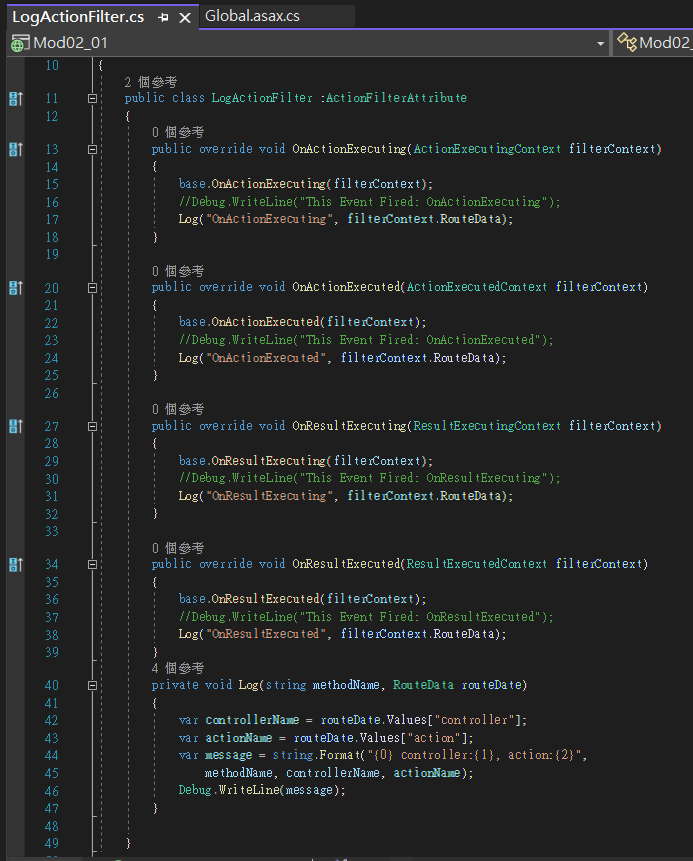 LogActionFilter.cs
Global.asax.cs
Mod02_01
Mod02_
10 {
2 個參考
11 public class LogActionFilter :ActionFilterAttribute
12 {
0 個參考
13 public override void OnActionExecuting(ActionExecutingContext filterContext)
14 {
15 base.OnActionExecuting(filterContext);
16 //Debug.WriteLine("This Event Fired: OnActionExecuting");
17 Log("OnActionExecuting", filterContext.RouteData);
18 }
19
0 個參考
20 public override void OnActionExecuted(ActionExecutedContext filterContext)
21 {
22 base.OnActionExecuted(filterContext);
23 //Debug.WriteLine("This Event Fired: OnActionExecuted");
24 Log("OnActionExecuted", filterContext.RouteData);
25 }
26
0 個參考
27 public override void OnResultExecuting(ResultExecutingContext filterContext)
28 {
29 base.OnResultExecuting(filterContext);
30 //Debug.WriteLine("This Event Fired: OnResultExecuting");
31 Log("OnResultExecuting", filterContext.RouteData);
32 }
33
0 個參考
34 public override void OnResultExecuted(ResultExecutedContext filterContext)
35 {
36 base.OnResultExecuted(filterContext);
37 //Debug.WriteLine("This Event Fired: OnResultExecuted");
38 Log("OnResultExecuted", filterContext.RouteData);
39 }
4 個參考
40 private void Log(string methodName, RouteData routeDate)
41 {
42 var controllerName = routeDate.Values["controller"];
43 var actionName = routeDate.Values["action"];
44 var message = string.Format("{0} controller:{1}, action:{2}",
45 methodName, controllerName, actionName);
46 Debug.WriteLine(message);
47 }
48
49 }